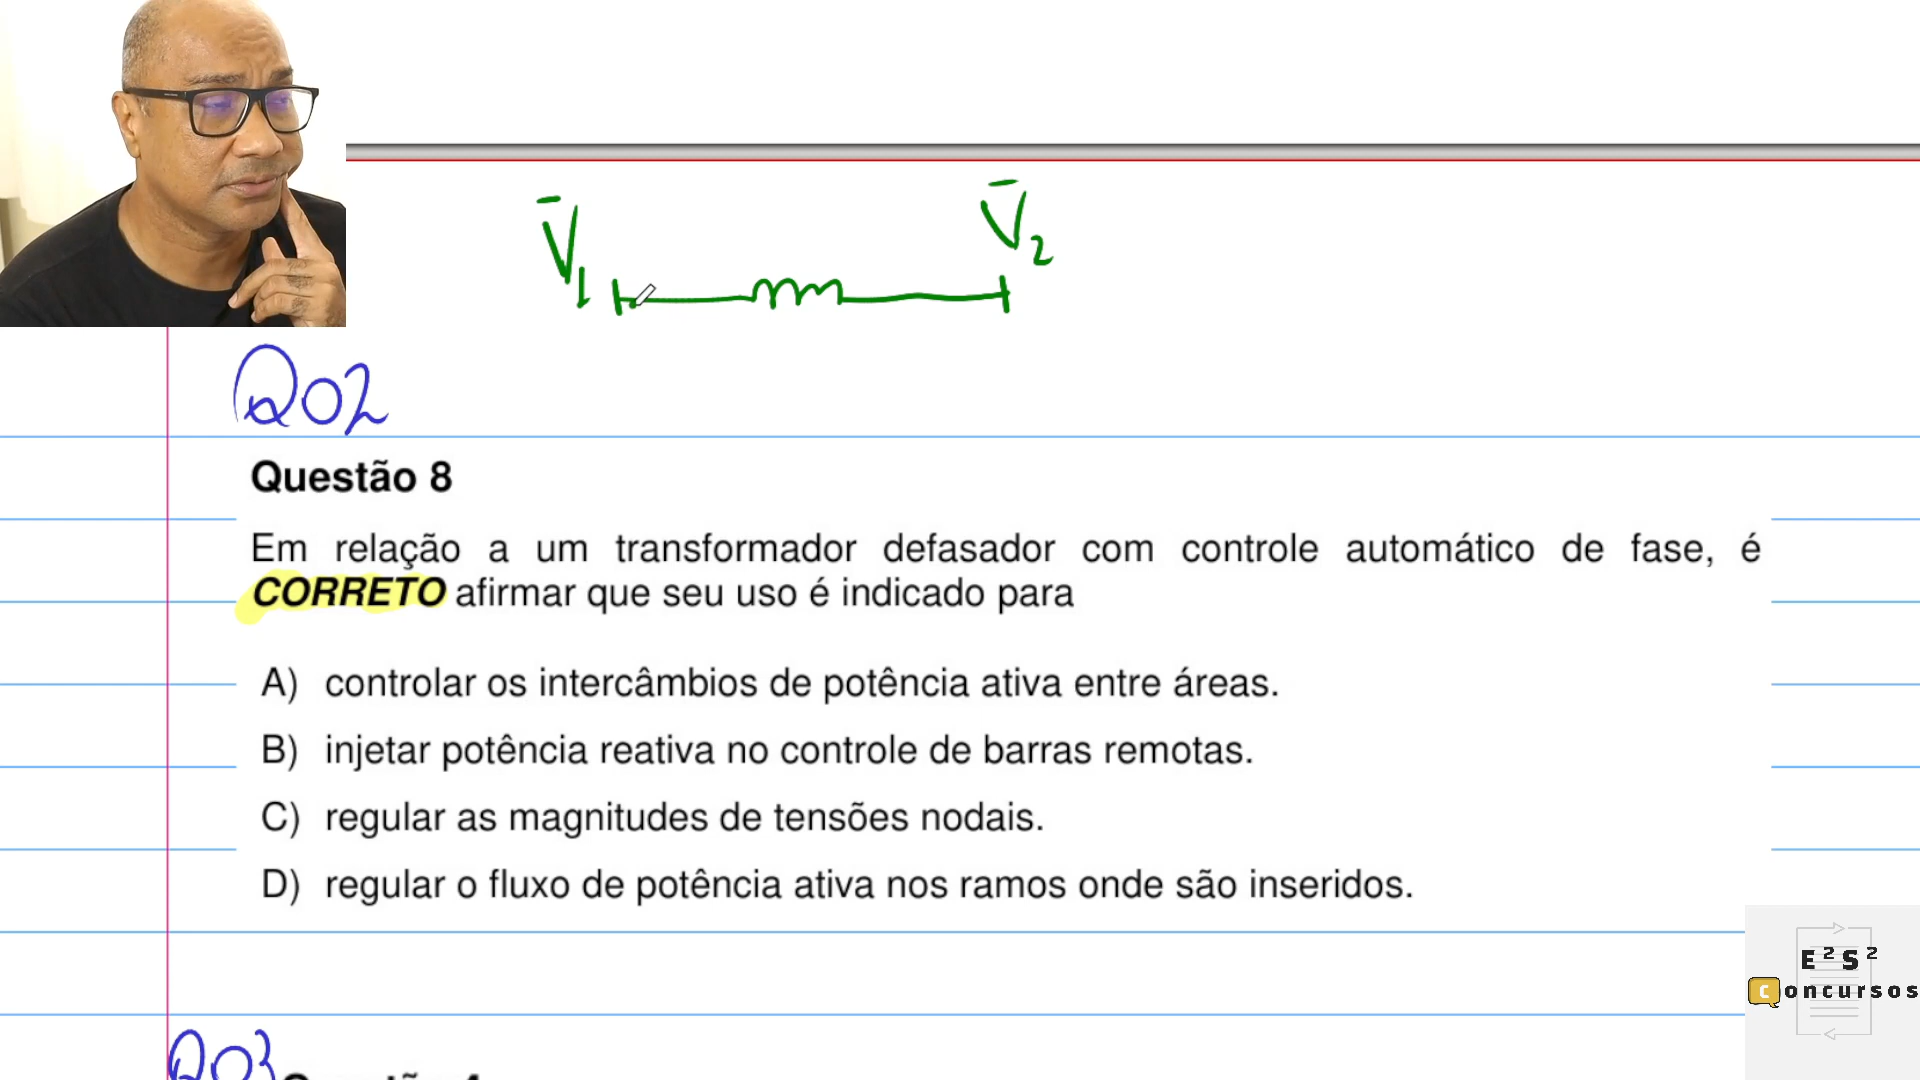 V̄1
V̄2
Q02
Questão 8
Em relação a um transformador defasador com controle automático de fase, é
CORRETO afirmar que seu uso é indicado para
A) controlar os intercâmbios de potência ativa entre áreas.
B) injetar potência reativa no controle de barras remotas.
C) regular as magnitudes de tensões nodais.
D) regular o fluxo de potência ativa nos ramos onde são inseridos.
E²S²
Concursos
Q03